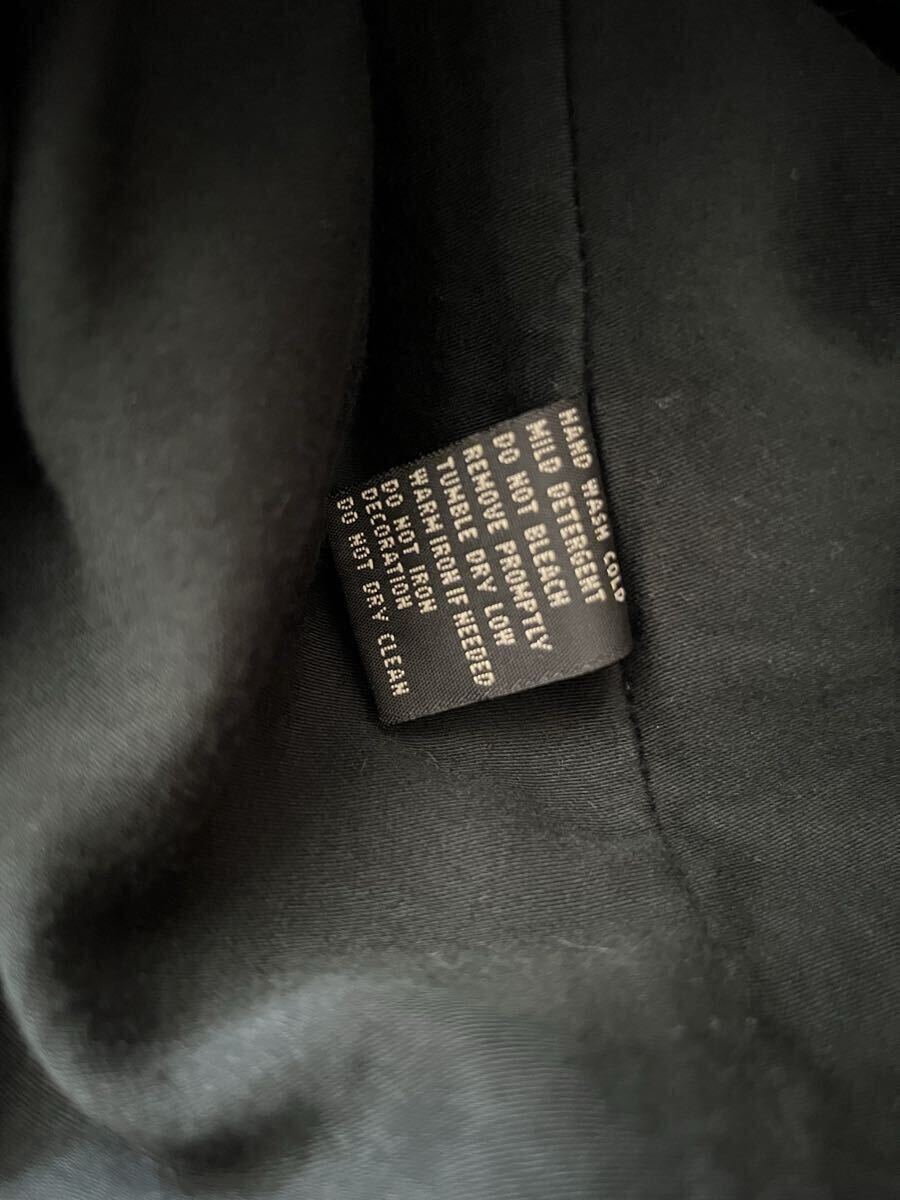 HAND WASH COLD
MILD DETERGENT
DO NOT BLEACH
REMOVE PROMPTLY
TUMBLE DRY LOW
WARM IRON IF NEEDED
DO NOT IRON
DECORATION
DO NOT DRY CLEAN